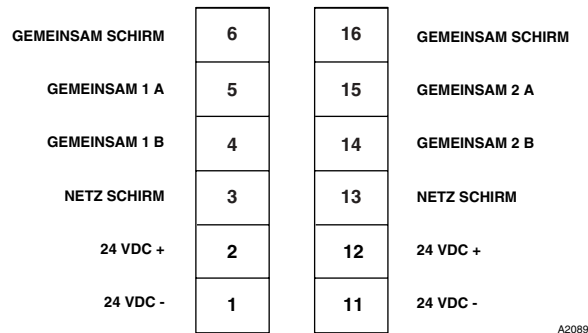 GEMEINSAM SCHIRM 6 16 GEMEINSAM SCHIRM
GEMEINSAM 1 A 5 15 GEMEINSAM 2 A
GEMEINSAM 1 B 4 14 GEMEINSAM 2 B
NETZ SCHIRM 3 13 NETZ SCHIRM
24 VDC + 2 12 24 VDC +
24 VDC - 1 11 24 VDC -
A2089